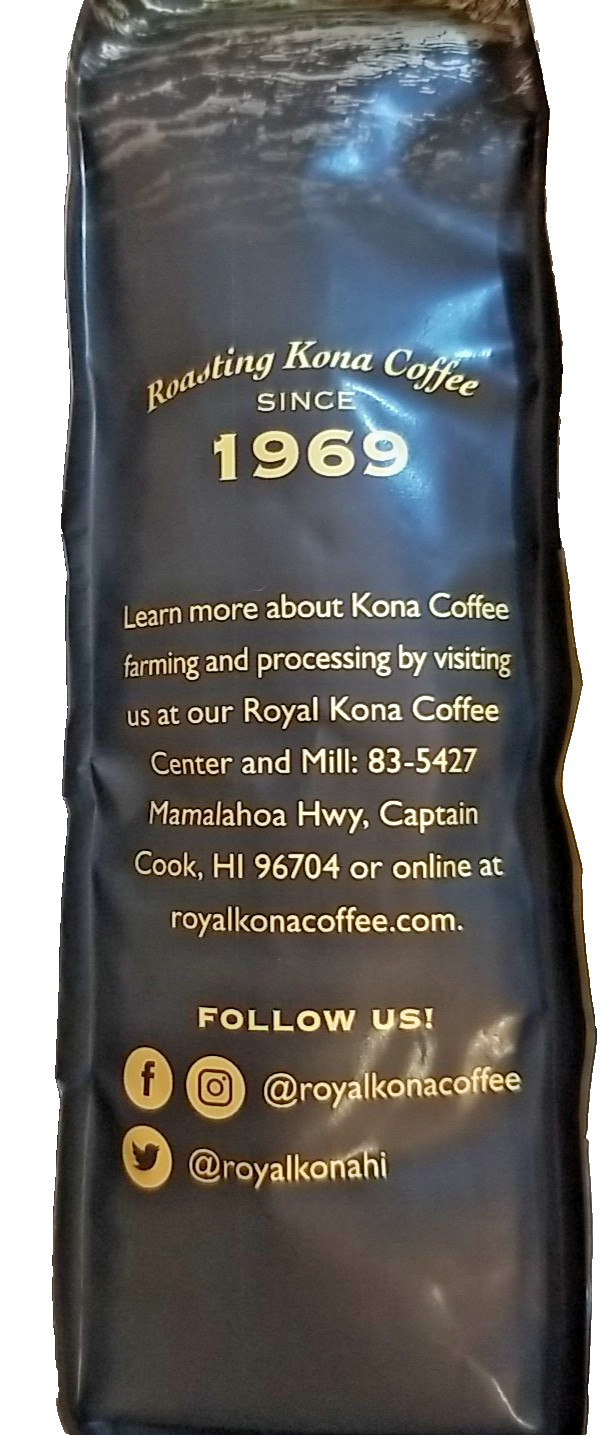 Roasting Kona Coffee
SINCE
1969
Learn more about Kona Coffee
farming and processing by visiting
us at our Royal Kona Coffee
Center and Mill: 83-5427
Mamalahoa Hwy, Captain
Cook, HI 96704 or online at
royalkonacoffee.com.
FOLLOW US!
@royalkonacoffee
@royalkonahi